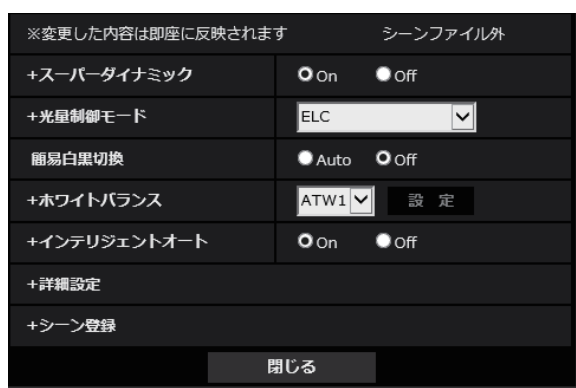 ※変更した内容は即座に反映されます シーンファイル外
+スーパーダイナミック On Off
+光量制御モード ELC
簡易白黒切換 Auto Off
+ホワイトバランス ATW1 設 定
+インテリジェントオート On Off
+詳細設定
+シーン登録
閉じる